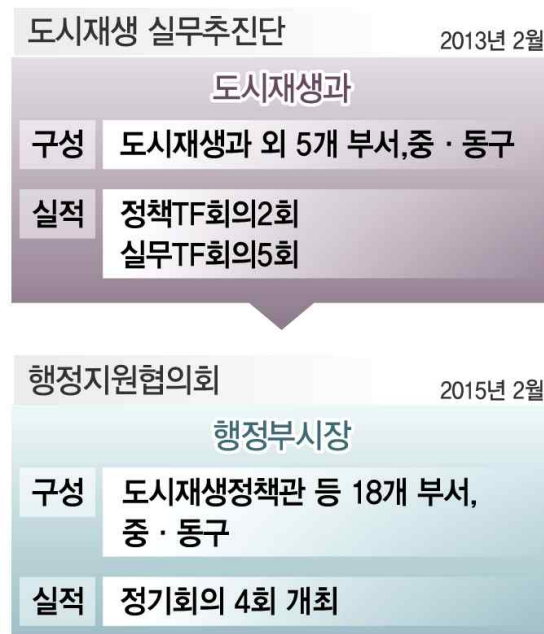 도시재생 실무추진단 2013년 2월
도시재생과
구성 도시재생과 외 5개 부서,중 · 동구
실적 정책TF회의2회
실무TF회의5회
행정지원협의회 2015년 2월
행정부시장
구성 도시재생정책관 등 18개 부서,
중 · 동구
실적 정기회의 4회 개최